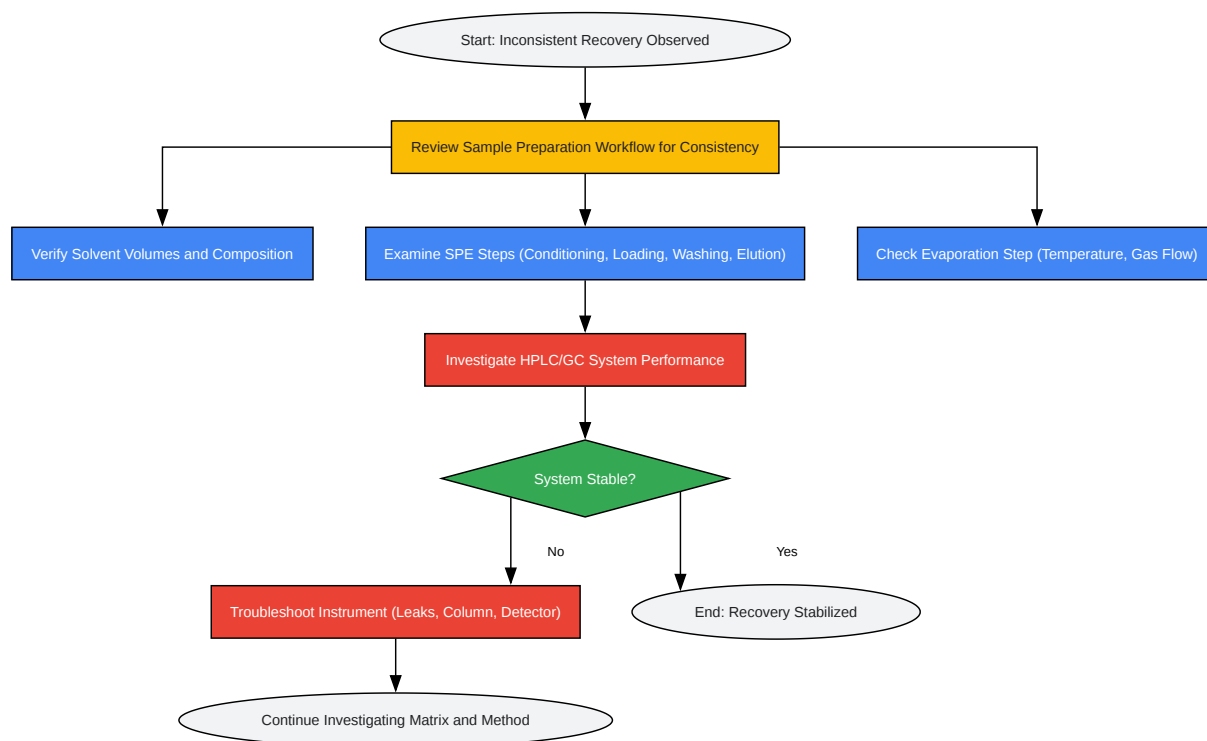 Start: Inconsistent Recovery Observed
Review Sample Preparation Workflow for Consistency
Verify Solvent Volumes and Composition
Examine SPE Steps (Conditioning, Loading, Washing, Elution)
Check Evaporation Step (Temperature, Gas Flow)
Investigate HPLC/GC System Performance
System Stable?
No
Yes
Troubleshoot Instrument (Leaks, Column, Detector)
End: Recovery Stabilized
Continue Investigating Matrix and Method